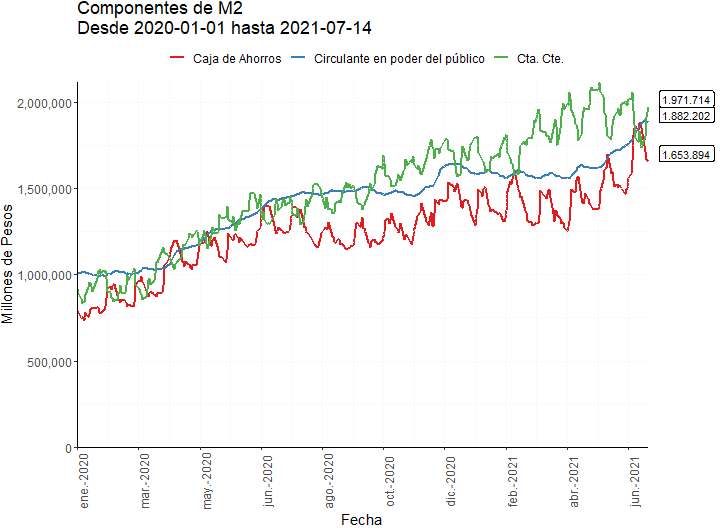 Componentes de M2
Desde 2020-01-01 hasta 2021-07-14
Caja de Ahorros Circulante en poder del público Cta. Cte.
Millones de Pesos
2,000,000
1,500,000
1,000,000
500,000
0
1.971.714
1.882.202
1.653.894
ene.-2020 mar.-2020 may.-2020 jun.-2020 ago.-2020 oct.-2020 dic.-2020 feb.-2021 abr.-2021 jun.-2021
Fecha